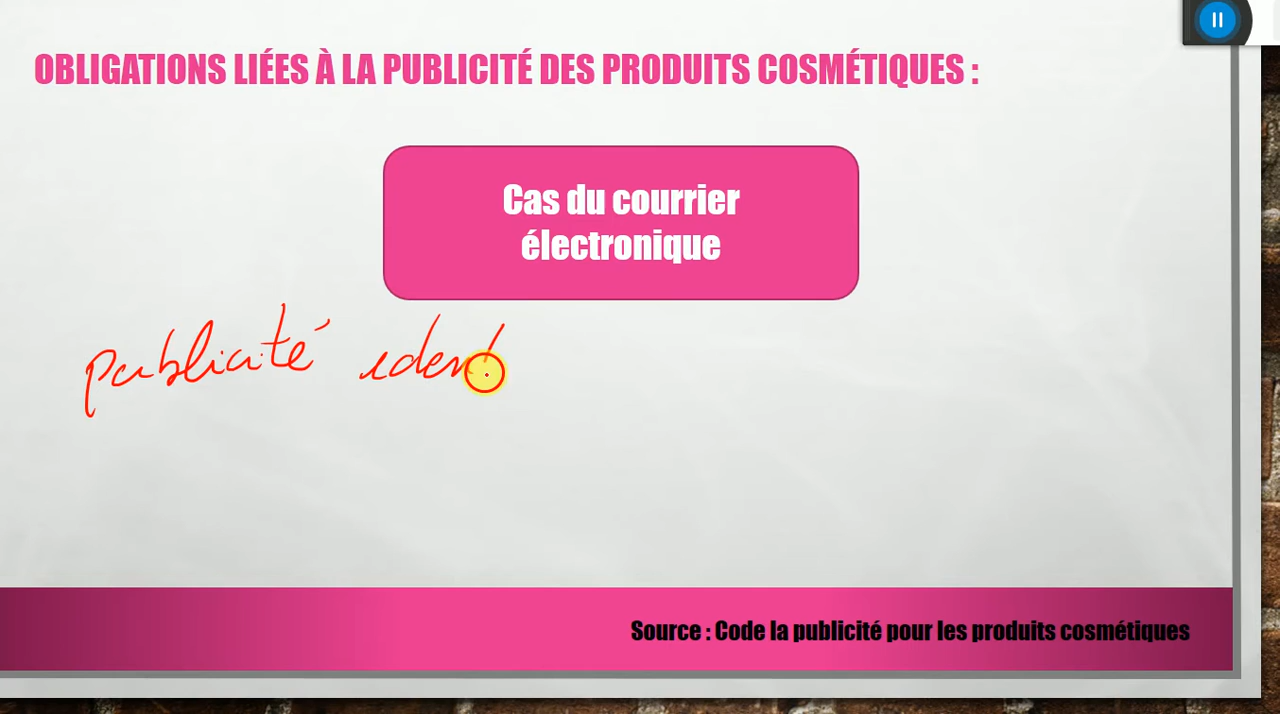 OBLIGATIONS LIÉES À LA PUBLICITÉ DES PRODUITS COSMÉTIQUES :
Cas du courrier
électronique
publicité ident
Source : Code la publicité pour les produits cosmétiques